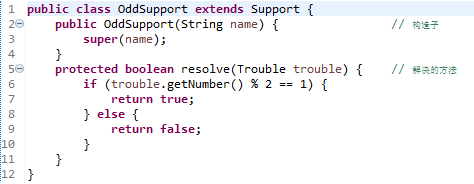 1 public class OddSupport extends Support {
2 public OddSupport(String name) { // 构造子
3 super(name);
4 }
5 protected boolean resolve(Trouble trouble) { // 解决的方法
6 if (trouble.getNumber() % 2 == 1) {
7 return true;
8 } else {
9 return false;
10 }
11 }
12 }